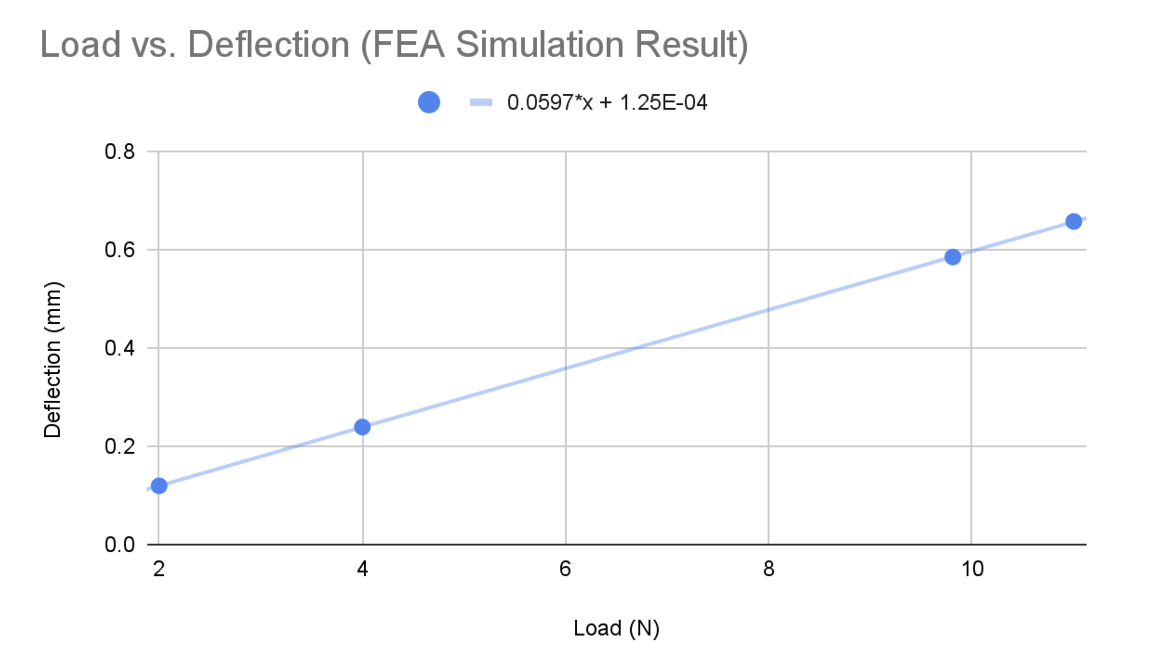 Load vs. Deflection (FEA Simulation Result)
0.0597*x + 1.25E-04
0.8
0.6
0.4
0.2
0.0
Deflection (mm)
2 4 6 8 10
Load (N)